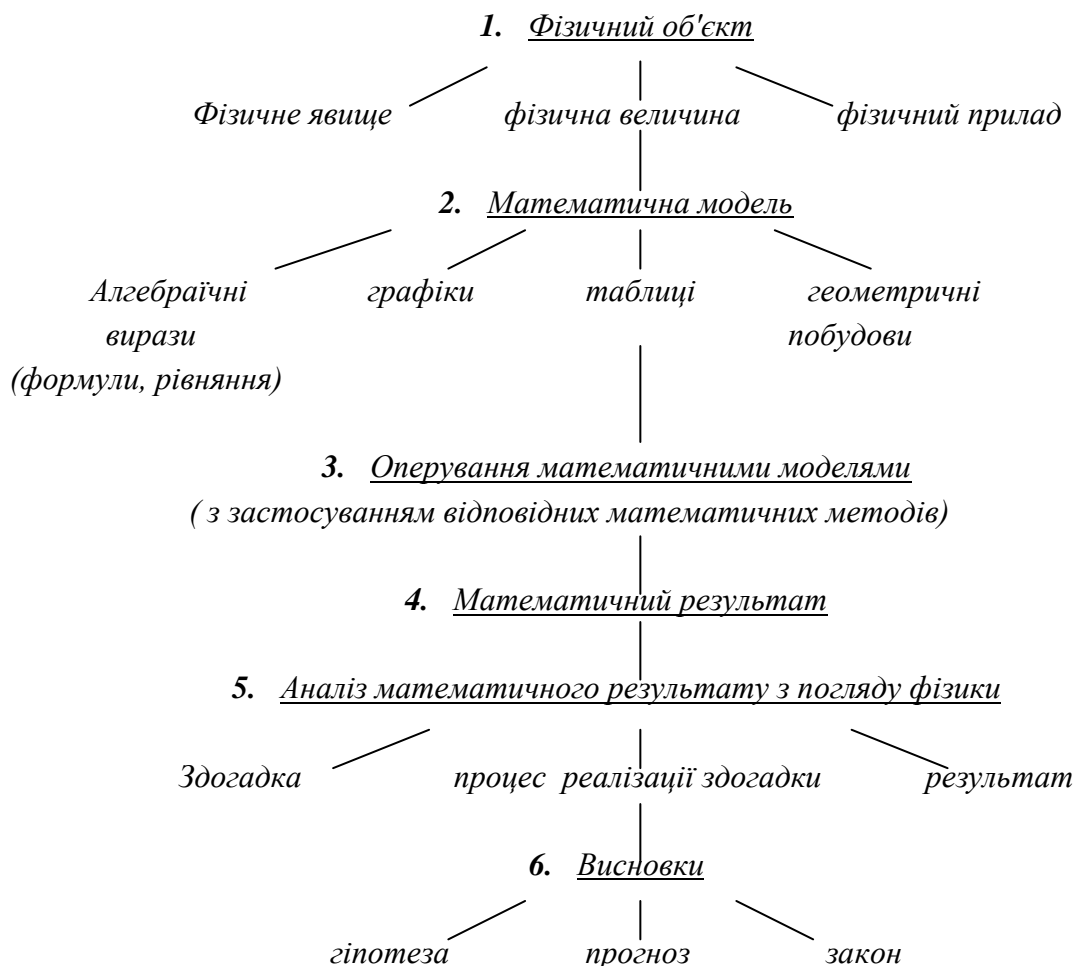 1. Фізичний об'єкт
Фізичне явище фізична величина фізичний прилад
2. Математична модель
Алгебраїчні графіки таблиці геометричні
вирази побудови
(формули, рівняння)
3. Оперування математичними моделями
( з застосуванням відповідних математичних методів)
4. Математичний результат
5. Аналіз математичного результату з погляду фізики
Здогадка процес реалізації здогадки результат
6. Висновки
гіпотеза прогноз закон